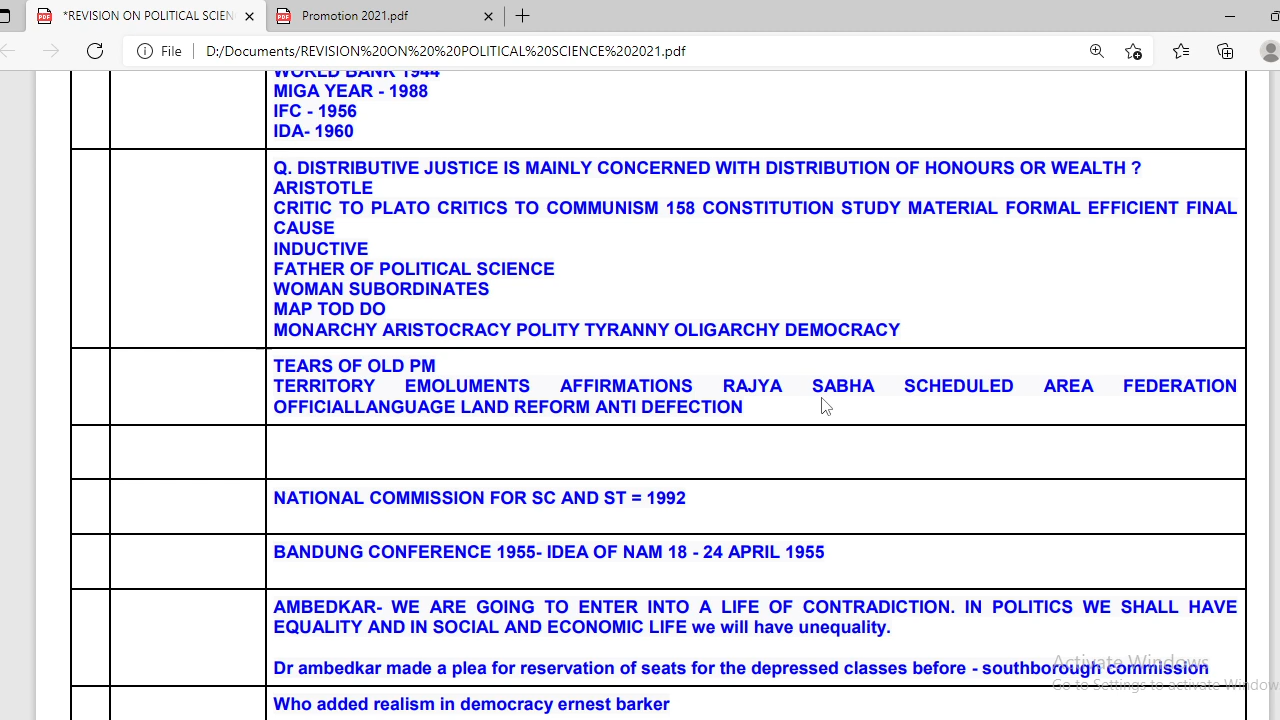 *REVISION ON POLITICAL SCIEN
Promotion 2021.pdf
File
D:/Documents/REVISION%20ON%20%20POLITICAL%20SCIENCE%202021.pdf
WORLD BANK 1944
MIGA YEAR - 1988
IFC - 1956
IDA- 1960
Q. DISTRIBUTIVE JUSTICE IS MAINLY CONCERNED WITH DISTRIBUTION OF HONOURS OR WEALTH ?
ARISTOTLE
CRITIC TO PLATO CRITICS TO COMMUNISM 158 CONSTITUTION STUDY MATERIAL FORMAL EFFICIENT FINAL
CAUSE
INDUCTIVE
FATHER OF POLITICAL SCIENCE
WOMAN SUBORDINATES
MAP TOD DO
MONARCHY ARISTOCRACY POLITY TYRANNY OLIGARCHY DEMOCRACY
TEARS OF OLD PM
TERRITORY EMOLUMENTS AFFIRMATIONS RAJYA SABHA SCHEDULED AREA FEDERATION
OFFICIALLANGUAGE LAND REFORM ANTI DEFECTION
NATIONAL COMMISSION FOR SC AND ST = 1992
BANDUNG CONFERENCE 1955- IDEA OF NAM 18 - 24 APRIL 1955
AMBEDKAR- WE ARE GOING TO ENTER INTO A LIFE OF CONTRADICTION. IN POLITICS WE SHALL HAVE
EQUALITY AND IN SOCIAL AND ECONOMIC LIFE we will have unequality.
Dr ambedkar made a plea for reservation of seats for the depressed classes before - southborough commission
Activate Windows
Go to Settings to activate Window
Who added realism in democracy ernest barker